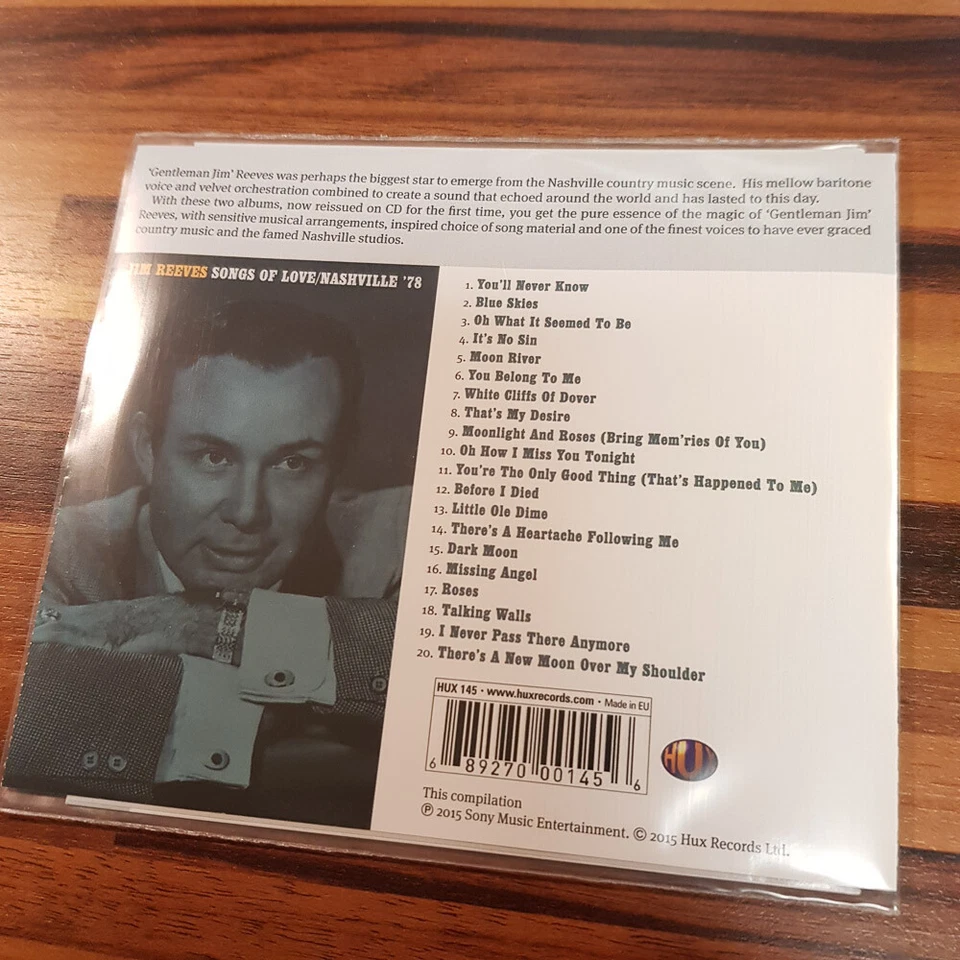 'Gentleman Jim' Reeves was perhaps the biggest star to emerge from the Nashville country music scene. His mellow baritone
voice and velvet orchestration combined to create a sound that echoed around the world and has lasted to this day.
With these two albums, now reissued on CD for the first time, you get the pure essence of the magic of 'Gentleman Jim'
Reeves, with sensitive musical arrangements, inspired choice of song material and one of the finest voices to have ever graced
country music and the famed Nashville studios.
JIM REEVES SONGS OF LOVE/NASHVILLE '78
1. You'll Never Know
2. Blue Skies
3. Oh What It Seemed To Be
4. It's No Sin
5. Moon River
6. You Belong To Me
7. White Cliffs Of Dover
8. That's My Desire
9. Moonlight And Roses (Bring Mem'ries Of You)
10. Oh How I Miss You Tonight
11. You're The Only Good Thing (That's Happened To Me)
12. Before I Died
13. Little Ole Dime
14. There's A Heartache Following Me
15. Dark Moon
16. Missing Angel
17. Roses
18. Talking Walls
19. I Never Pass There Anymore
20. There's A New Moon Over My Shoulder
HUX 145 · www.huxrecords.com · Made in EU
6 89270 00145 6
HUX
This compilation
℗ 2015 Sony Music Entertainment. © 2015 Hux Records Ltd.